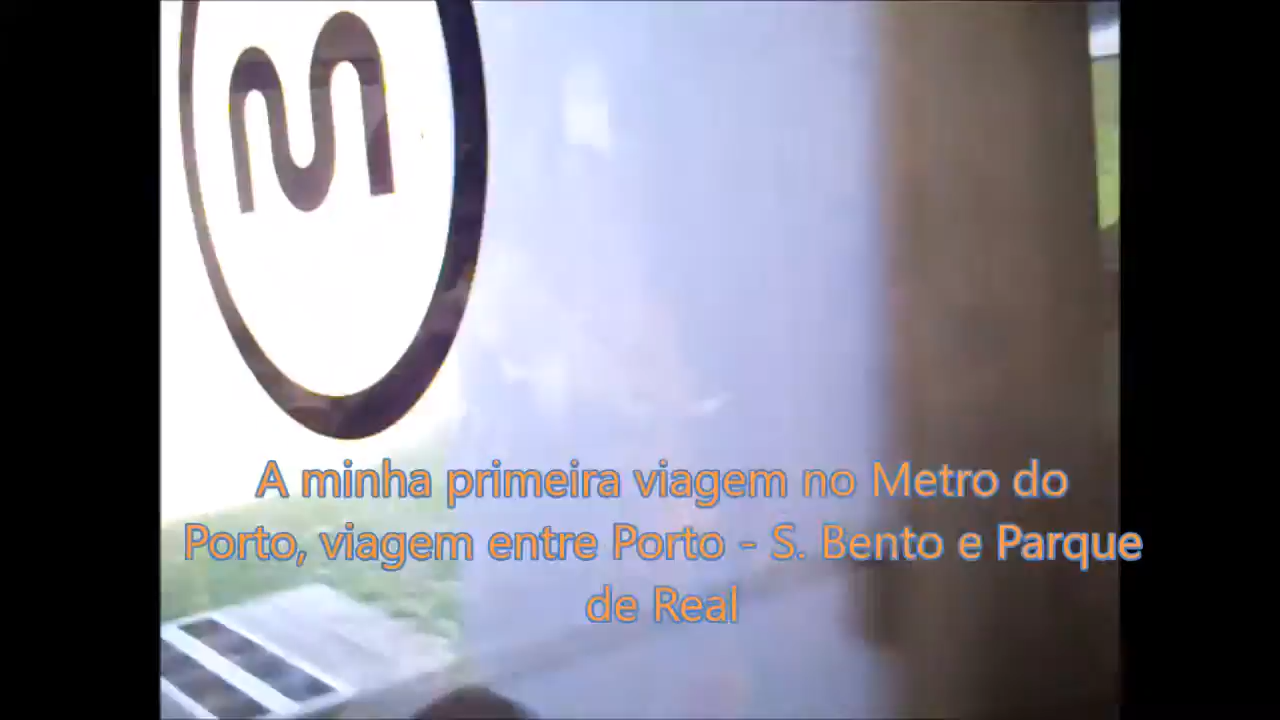 A minha primeira viagem no Metro do
Porto, viagem entre Porto - S. Bento e Parque
de Real